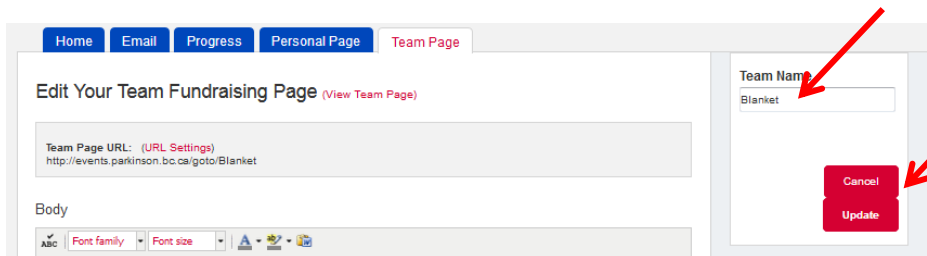 Home Email Progress Personal Page Team Page
Edit Your Team Fundraising Page (View Team Page)
Team Page URL: (URL Settings)
http://events.parkinson.bc.ca/goto/Blanket
Body
ABC Font family Font size A
Team Name
Blanket
Cancel
Update